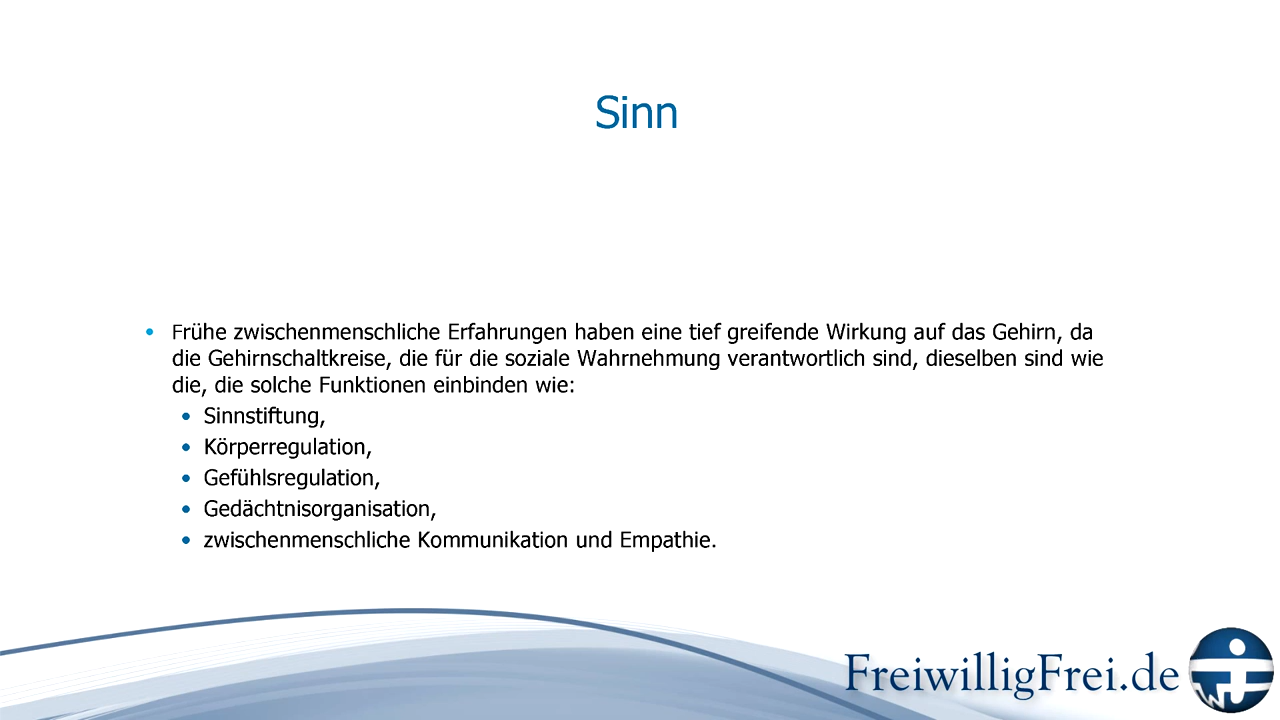 Sinn
• Frühe zwischenmenschliche Erfahrungen haben eine tief greifende Wirkung auf das Gehirn, da
die Gehirnschaltkreise, die für die soziale Wahrnehmung verantwortlich sind, dieselben sind wie
die, die solche Funktionen einbinden wie:
• Sinnstiftung,
• Körperregulation,
• Gefühlsregulation,
• Gedächtnisorganisation,
• zwischenmenschliche Kommunikation und Empathie.
FreiwilligFrei.de